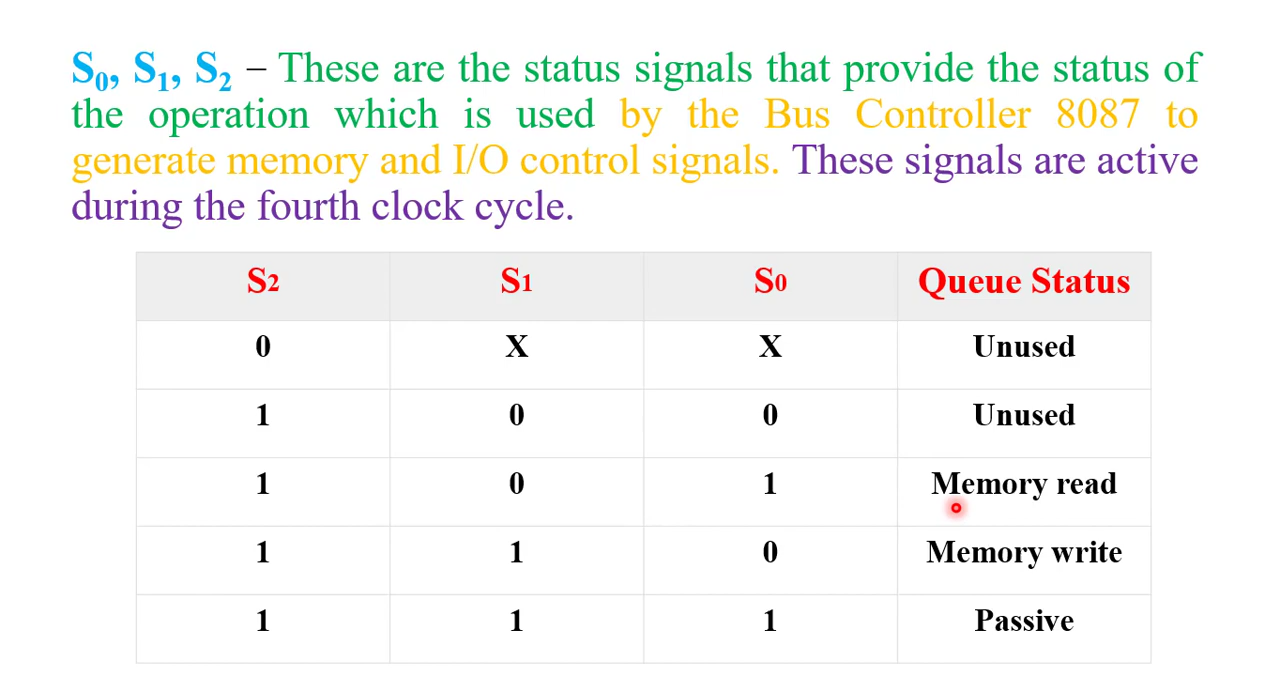 S0, S1, S2 – These are the status signals that provide the status of
the operation which is used by the Bus Controller 8087 to
generate memory and I/O control signals. These signals are active
during the fourth clock cycle.
S2 S1 S0 Queue Status
0 X X Unused
1 0 0 Unused
1 0 1 Memory read
1 1 0 Memory write
1 1 1 Passive